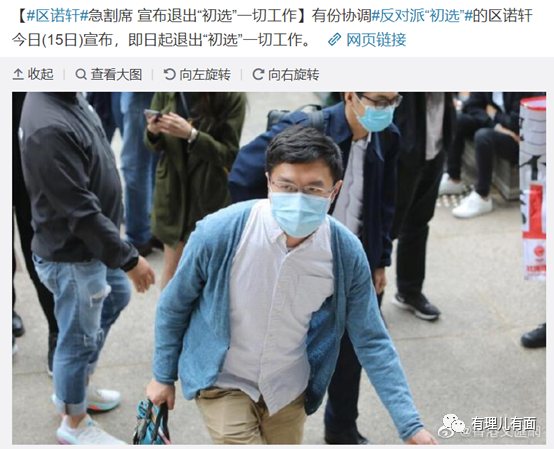 【#区诺轩#急割席 宣布退出“初选”一切工作】有份协调#反对派“初选”#的区诺轩
今日(15日)宣布，即日起退出“初选”一切工作。 网页链接
收起 查看大图 向左旋转 向右旋转
有理儿有面